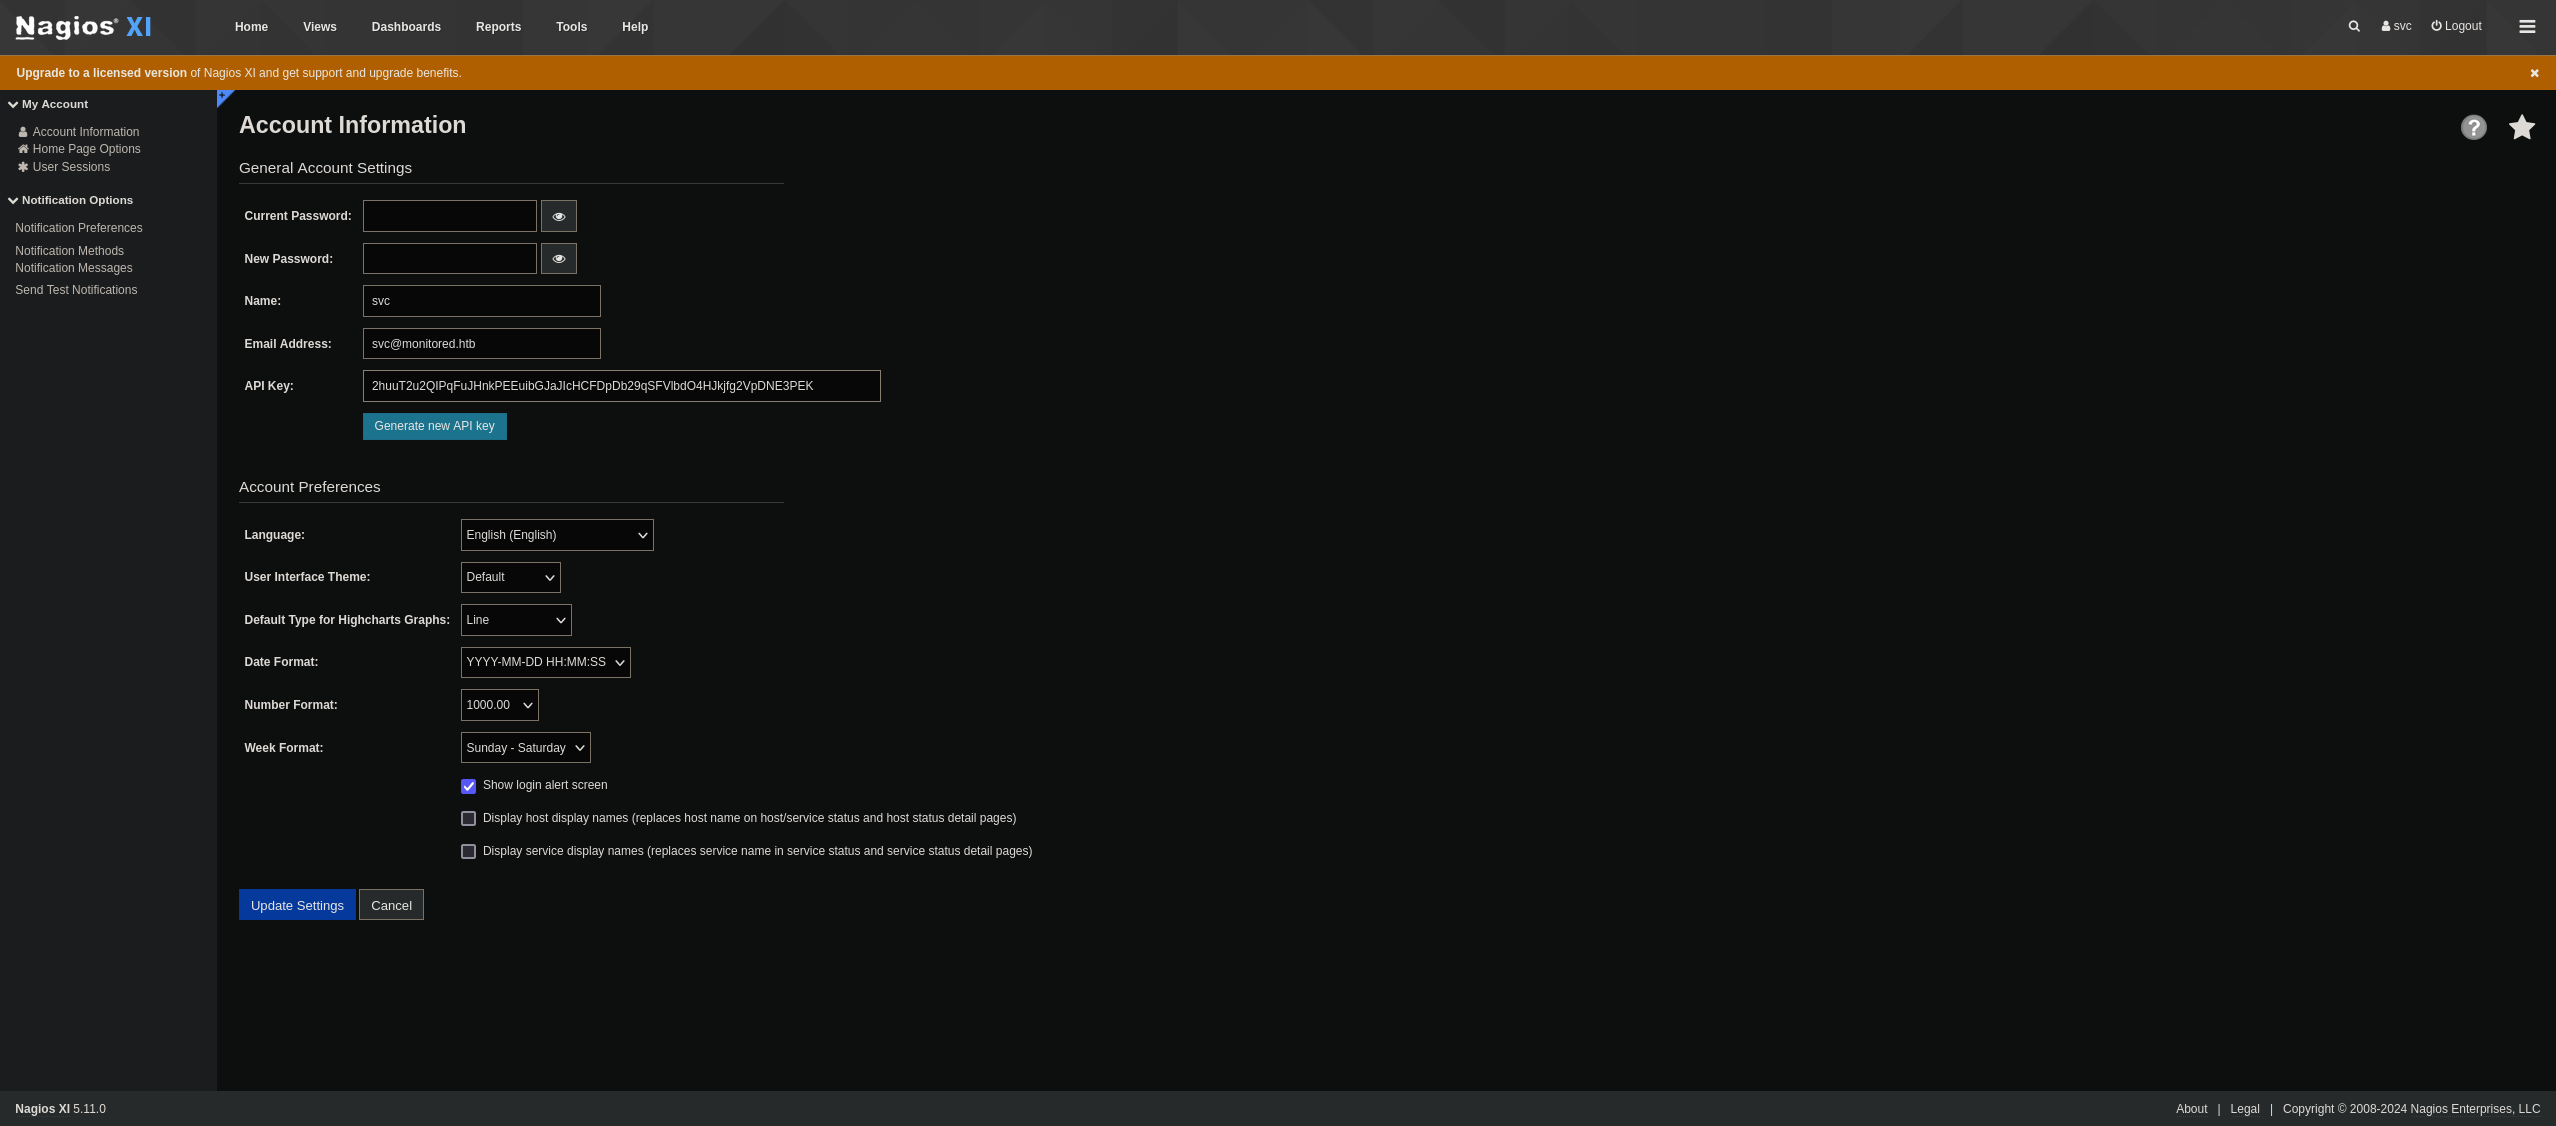 Nagios® XI
Home Views Dashboards Reports Tools Help
svc Logout
Upgrade to a licensed version of Nagios XI and get support and upgrade benefits.
My Account
Account Information
Home Page Options
User Sessions
Notification Options
Notification Preferences
Notification Methods
Notification Messages
Send Test Notifications
Account Information
General Account Settings
Current Password:
New Password:
Name: svc
Email Address: svc@monitored.htb
API Key: 2huuT2u2QIPqFuJHnkPEEuibGJaJIcHCFDpDb29qSFVlbdO4HJkjfg2VpDNE3PEK
Generate new API key
Account Preferences
Language: English (English)
User Interface Theme: Default
Default Type for Highcharts Graphs: Line
Date Format: YYYY-MM-DD HH:MM:SS
Number Format: 1000.00
Week Format: Sunday - Saturday
Show login alert screen
Display host display names (replaces host name on host/service status and host status detail pages)
Display service display names (replaces service name in service status and service status detail pages)
Update Settings Cancel
Nagios XI 5.11.0
About | Legal | Copyright © 2008-2024 Nagios Enterprises, LLC